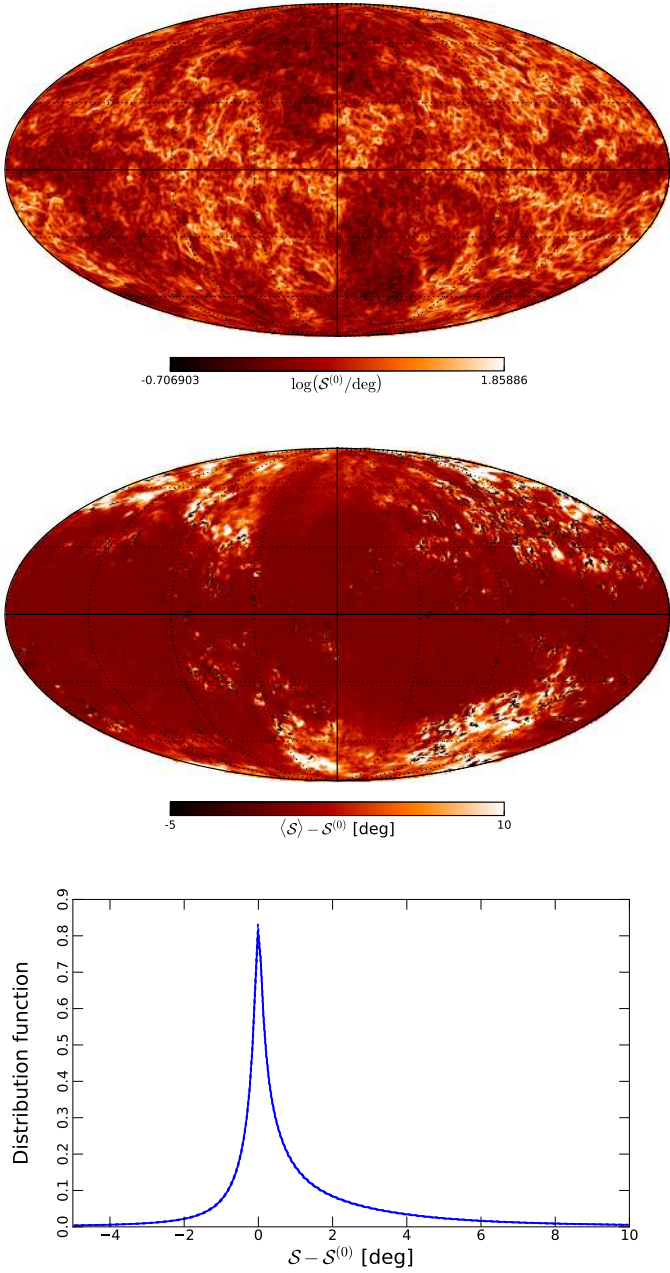 -0.706903 log(𝒮⁽⁰⁾/deg) 1.85886
-5 ⟨𝒮⟩ − 𝒮⁽⁰⁾ [deg] 10
Distribution function
0.9
0.8
0.7
0.6
0.5
0.4
0.3
0.2
0.1
0.0
−4 −2 0 2 4 6 8 10
𝒮 − 𝒮⁽⁰⁾ [deg]